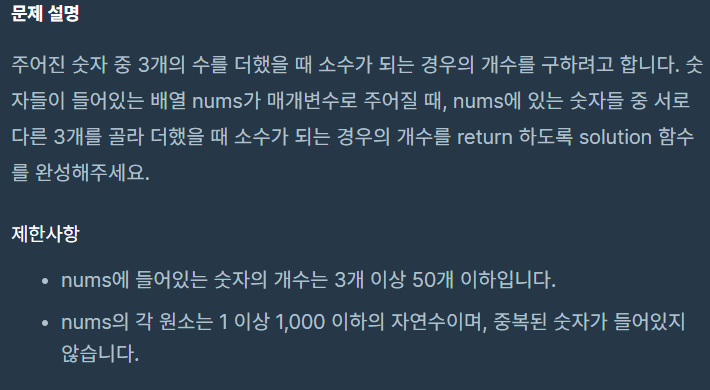 문제 설명
주어진 숫자 중 3개의 수를 더했을 때 소수가 되는 경우의 개수를 구하려고 합니다. 숫
자들이 들어있는 배열 nums가 매개변수로 주어질 때, nums에 있는 숫자들 중 서로
다른 3개를 골라 더했을 때 소수가 되는 경우의 개수를 return 하도록 solution 함수
를 완성해주세요.
제한사항
• nums에 들어있는 숫자의 개수는 3개 이상 50개 이하입니다.
• nums의 각 원소는 1 이상 1,000 이하의 자연수이며, 중복된 숫자가 들어있지
않습니다.